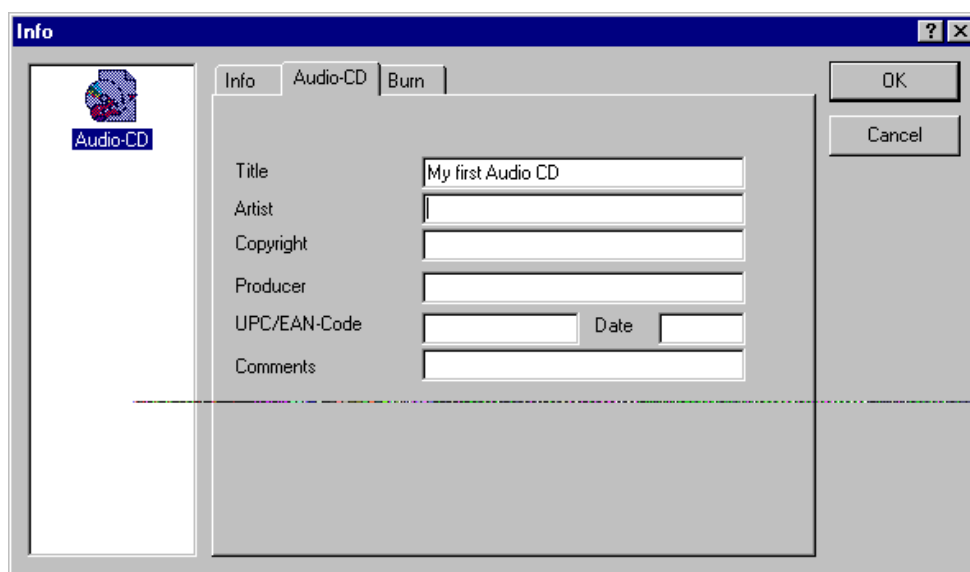 Info
Audio-CD
Info Audio-CD Burn
Title My first Audio CD
Artist
Copyright
Producer
UPC/EAN-Code Date
Comments
OK
Cancel